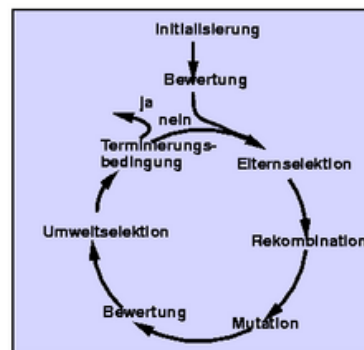 Initialisierung
Bewertung
ja
nein
Terminierungs-
bedingung
Elternselektion
Umweltselektion
Rekombination
Bewertung
Mutation